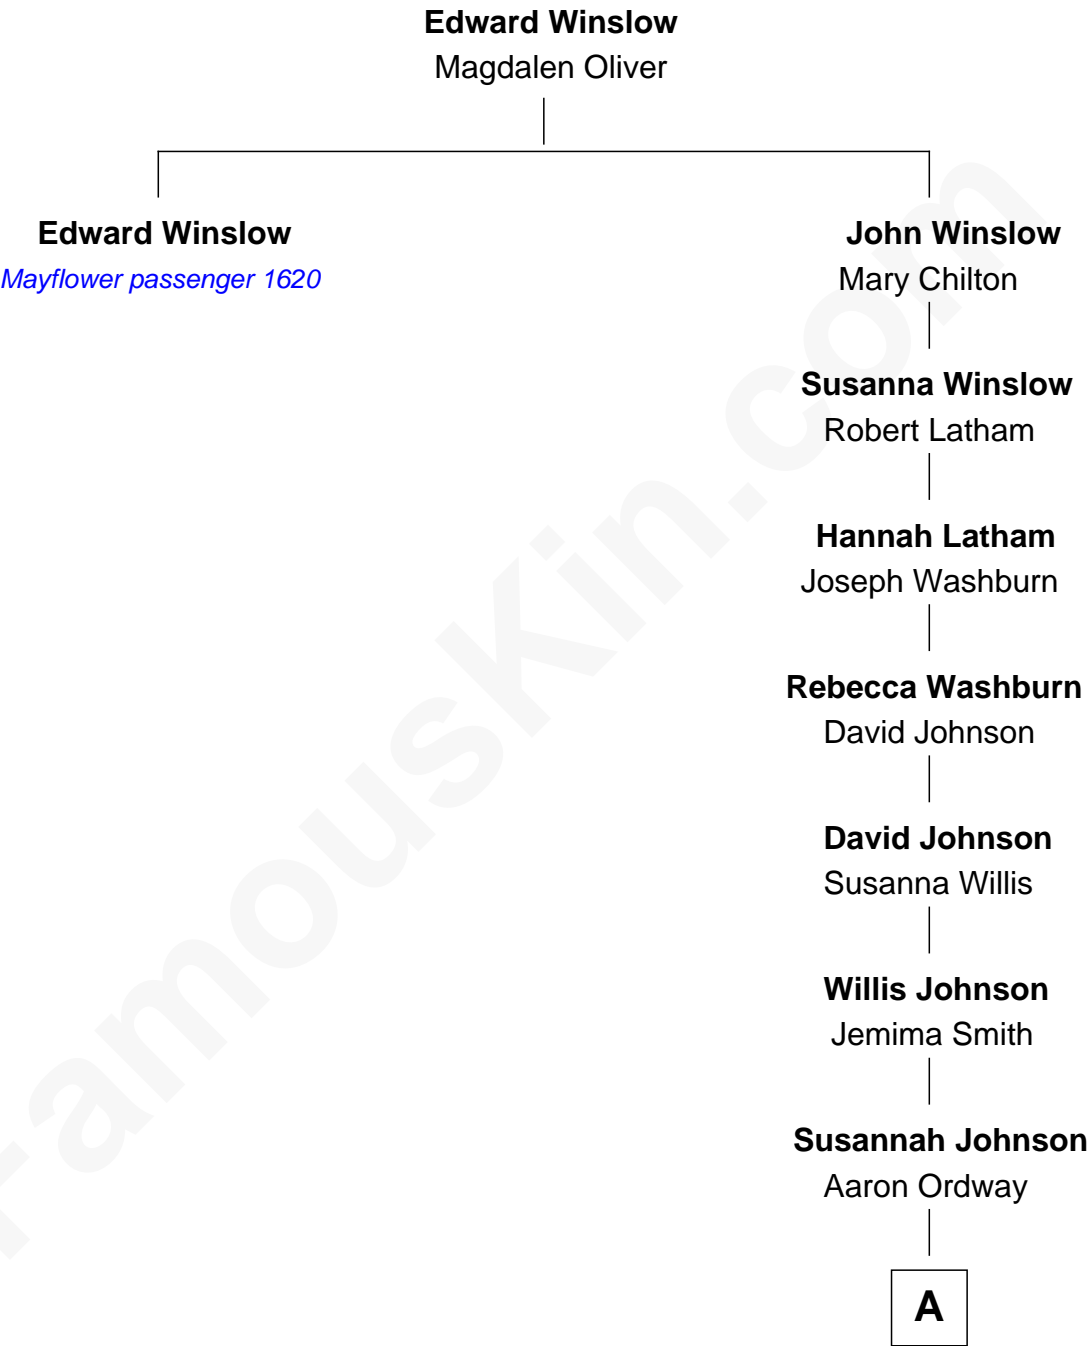 Edward Winslow
Magdalen Oliver
Edward Winslow
Mayflower passenger 1620
John Winslow
Mary Chilton
Susanna Winslow
Robert Latham
Hannah Latham
Joseph Washburn
Rebecca Washburn
David Johnson
David Johnson
Susanna Willis
Willis Johnson
Jemima Smith
Susannah Johnson
Aaron Ordway
A
FamousKin.com